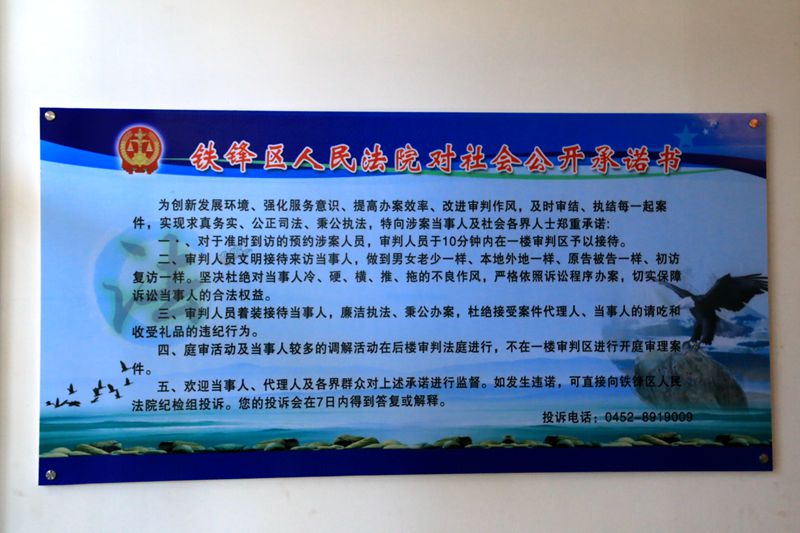 铁锋区人民法院对社会公开承诺书
为创新发展环境、强化服务意识、提高办案效率、改进审判作风，及时审结、执结每一起案
件，实现求真务实、公正司法、秉公执法，特向涉案当事人及社会各界人士郑重承诺：
一、、对于准时到访的预约涉案人员，审判人员于10分钟内在一楼审判区予以接待。
二、审判人员文明接待来访当事人，做到男女老少一样、本地外地一样、原告被告一样、初访
复访一样。坚决杜绝对当事人冷、硬、横、推、拖的不良作风，严格依照诉讼程序办案，切实保障
诉讼当事人的合法权益。
三、审判人员着装接待当事人，廉洁执法、秉公办案，杜绝接受案件代理人、当事人的请吃和
收受礼品的违纪行为。
四、庭审活动及当事人较多的调解活动在后楼审判法庭进行，不在一楼审判区进行开庭审理案
件。
五、欢迎当事人、代理人及各界群众对上述承诺进行监督。如发生违诺，可直接向铁锋区人民
法院纪检组投诉。您的投诉会在7日内得到答复或解释。
投诉电话：0452-8919009
法